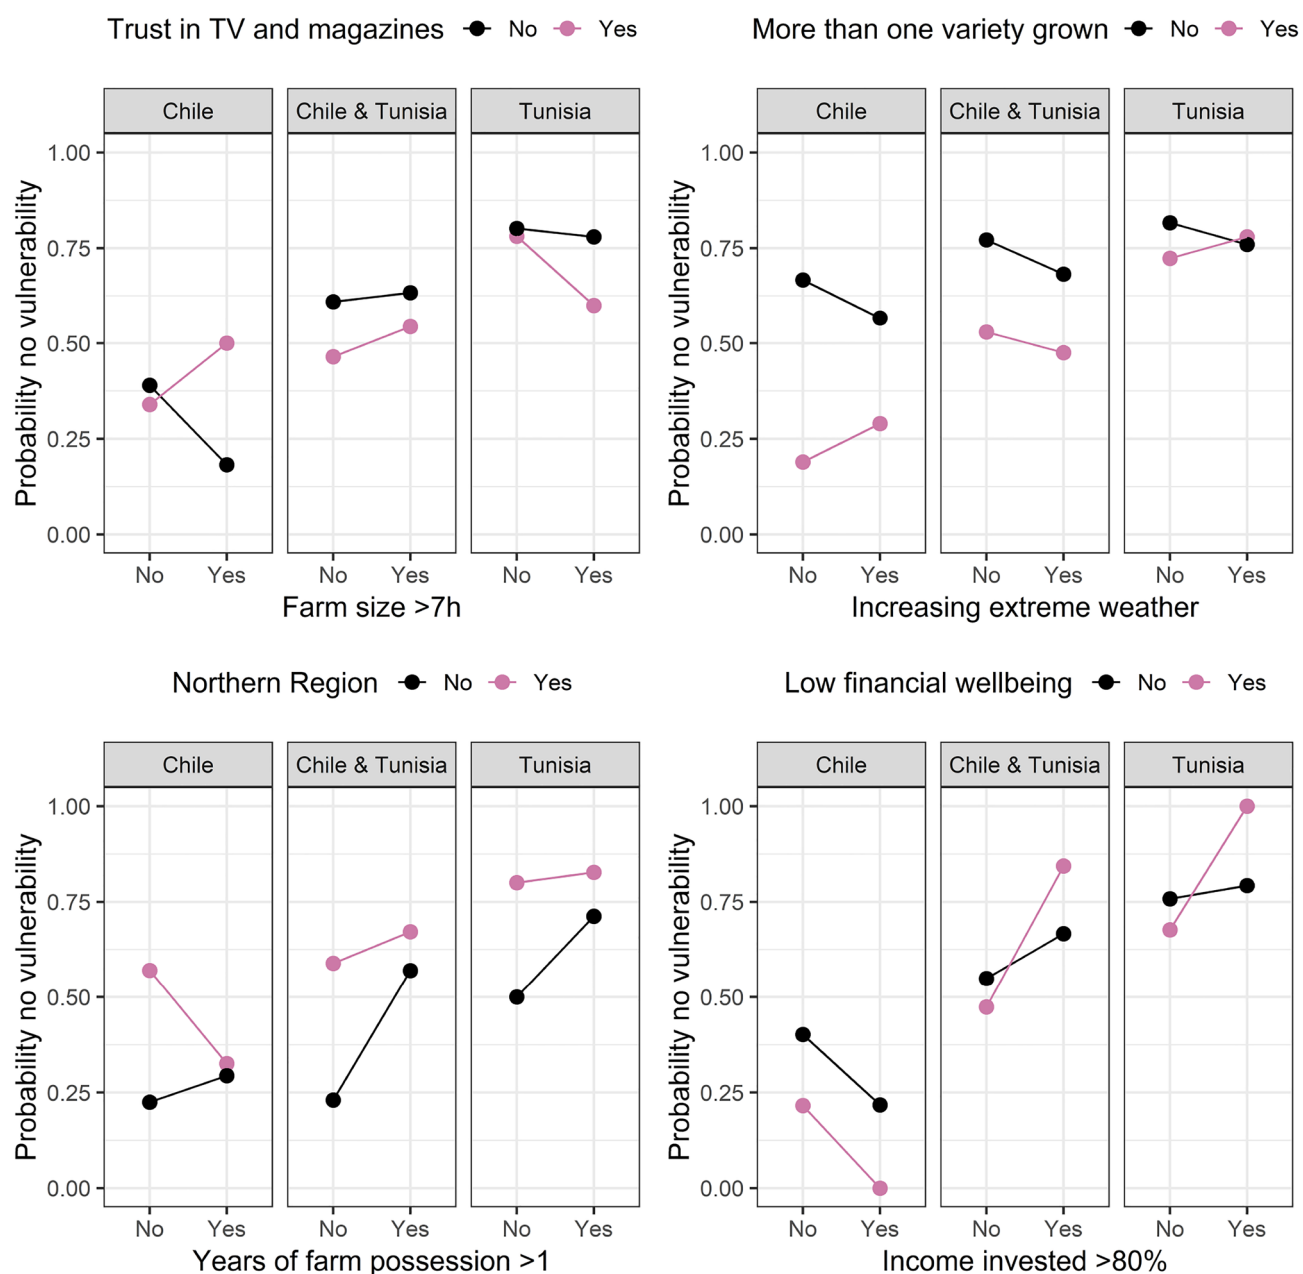 Trust in TV and magazines No Yes
Chile Chile & Tunisia Tunisia
Probability no vulnerability
1.00
0.75
0.50
0.25
0.00
No Yes No Yes No Yes
Farm size >7h
More than one variety grown No Yes
Chile Chile & Tunisia Tunisia
Probability no vulnerability
1.00
0.75
0.50
0.25
0.00
No Yes No Yes No Yes
Increasing extreme weather
Northern Region No Yes
Chile Chile & Tunisia Tunisia
Probability no vulnerability
1.00
0.75
0.50
0.25
0.00
No Yes No Yes No Yes
Years of farm possession >1
Low financial wellbeing No Yes
Chile Chile & Tunisia Tunisia
Probability no vulnerability
1.00
0.75
0.50
0.25
0.00
No Yes No Yes No Yes
Income invested >80%